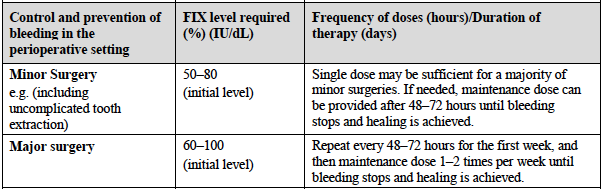 Control and prevention of
bleeding in the
perioperative setting
FIX level required
(%) (IU/dL)
Frequency of doses (hours)/Duration of
therapy (days)
Minor Surgery
e.g. (including
uncomplicated tooth
extraction)
50–80
(initial level)
Single dose may be sufficient for a majority of
minor surgeries. If needed, maintenance dose can
be provided after 48–72 hours until bleeding
stops and healing is achieved.
Major surgery
60–100
(initial level)
Repeat every 48–72 hours for the first week, and
then maintenance dose 1–2 times per week until
bleeding stops and healing is achieved.